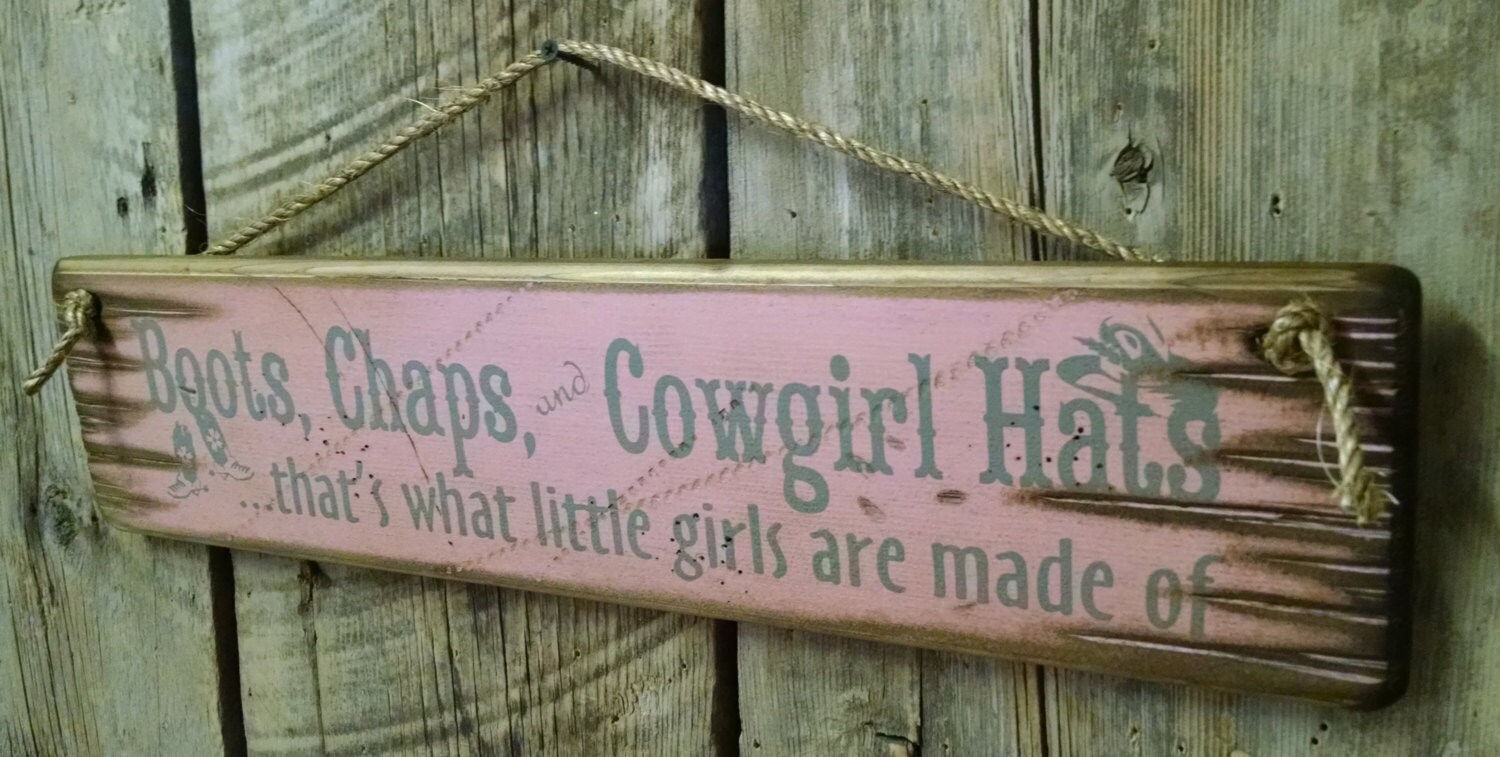 Boots, Chaps, and Cowgirl Hats
...that's what little girls are made of